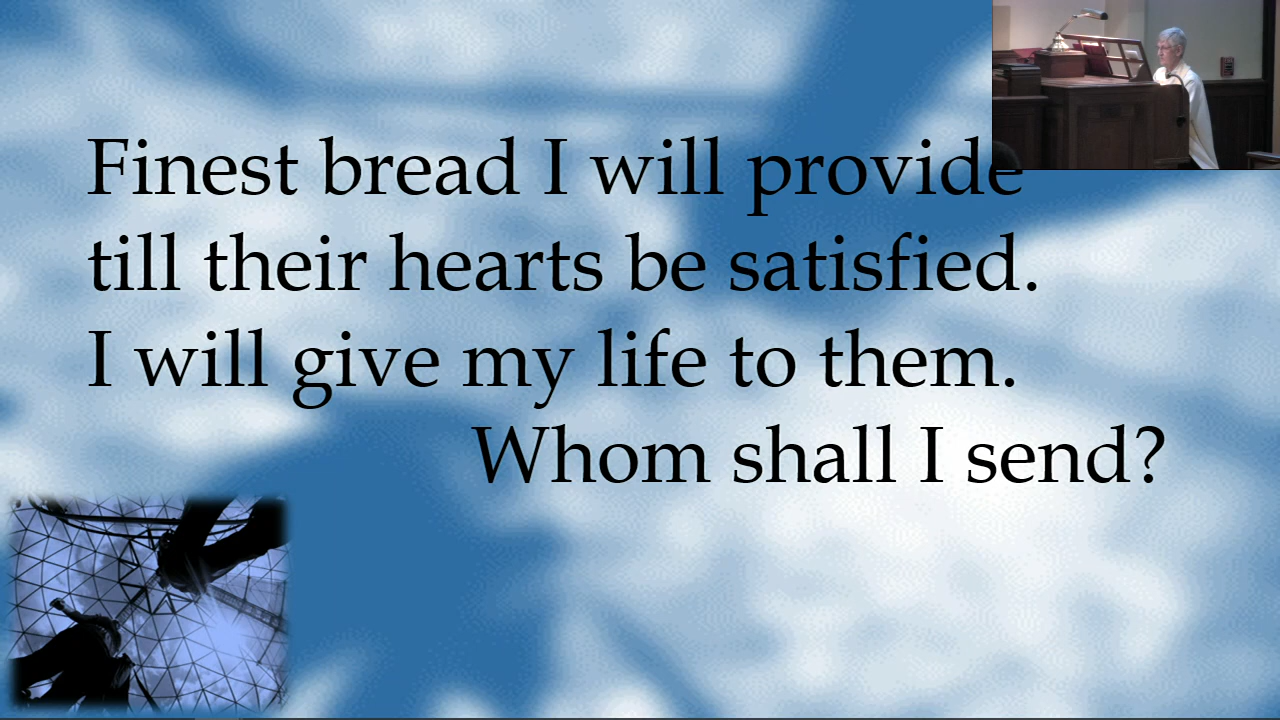 Finest bread I will provide
till their hearts be satisfied.
I will give my life to them.
Whom shall I send?